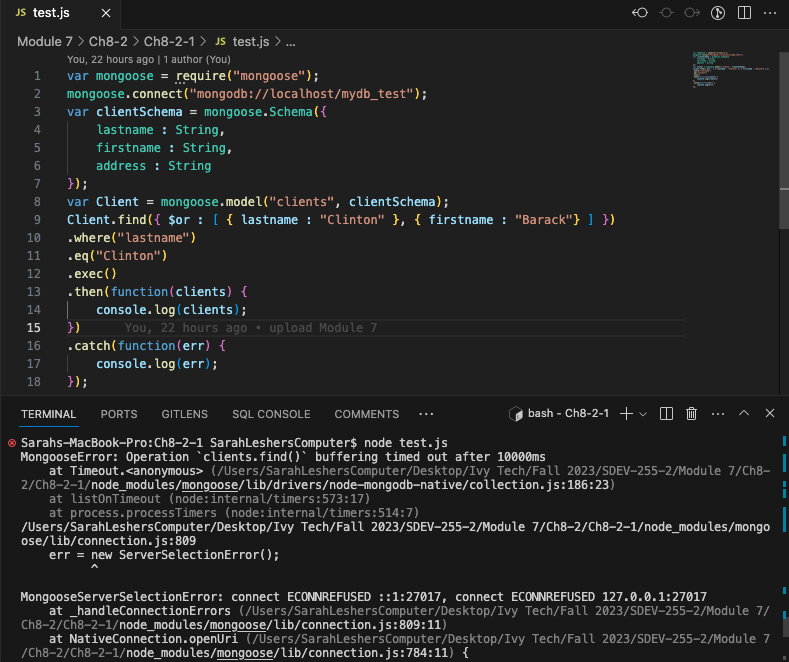 JS test.js ×
Module 7 > Ch8-2 > Ch8-2-1 > JS test.js > ...
You, 22 hours ago | 1 author (You)
1 var mongoose = require("mongoose");
2 mongoose.connect("mongodb://localhost/mydb_test");
3 var clientSchema = mongoose.Schema({
4 lastname : String,
5 firstname : String,
6 address : String
7 });
8 var Client = mongoose.model("clients", clientSchema);
9 Client.find({ $or : [ { lastname : "Clinton" }, { firstname : "Barack"} ] })
10 .where("lastname")
11 .eq("Clinton")
12 .exec()
13 .then(function(clients) {
14 console.log(clients);
15 }) You, 22 hours ago • upload Module 7
16 .catch(function(err) {
17 console.log(err);
18 });
TERMINAL PORTS GITLENS SQL CONSOLE COMMENTS ··· bash - Ch8-2-1
Sarahs-MacBook-Pro:Ch8-2-1 SarahLeshersComputer$ node test.js
MongooseError: Operation `clients.find()` buffering timed out after 10000ms
at Timeout.<anonymous> (/Users/SarahLeshersComputer/Desktop/Ivy Tech/Fall 2023/SDEV-255-2/Module 7/Ch8-
2/Ch8-2-1/node_modules/mongoose/lib/drivers/node-mongodb-native/collection.js:186:23)
at listOnTimeout (node:internal/timers:573:17)
at process.processTimers (node:internal/timers:514:7)
/Users/SarahLeshersComputer/Desktop/Ivy Tech/Fall 2023/SDEV-255-2/Module 7/Ch8-2/Ch8-2-1/node_modules/mongo
ose/lib/connection.js:809
err = new ServerSelectionError();
^
MongooseServerSelectionError: connect ECONNREFUSED ::1:27017, connect ECONNREFUSED 127.0.0.1:27017
at _handleConnectionErrors (/Users/SarahLeshersComputer/Desktop/Ivy Tech/Fall 2023/SDEV-255-2/Module 7/
Ch8-2/Ch8-2-1/node_modules/mongoose/lib/connection.js:809:11)
at NativeConnection.openUri (/Users/SarahLeshersComputer/Desktop/Ivy Tech/Fall 2023/SDEV-255-2/Module 7
/Ch8-2/Ch8-2-1/node_modules/mongoose/lib/connection.js:784:11) {